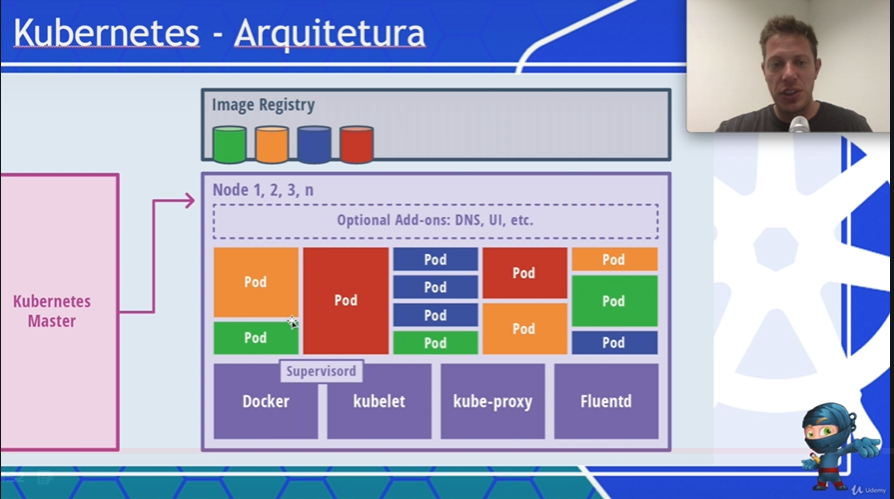 Kubernetes - Arquitetura
Image Registry
Node 1, 2, 3, n
Optional Add-ons: DNS, UI, etc.
Kubernetes
Master
Pod
Pod
Pod
Pod
Pod
Pod
Pod
Pod
Pod
Pod
Pod
Pod
Supervisord
Docker
kubelet
kube-proxy
Fluentd
Udemy